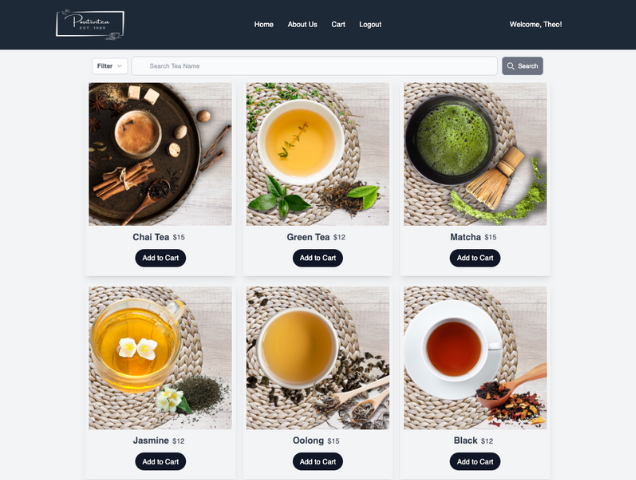 EST 1989
Home About Us Cart Logout
Welcome, Theo!
Filter
Search Tea Name
Search
Chai Tea $15
Green Tea $12
Matcha $15
Add to Cart
Add to Cart
Add to Cart
Jasmine $12
Oolong $15
Black $12
Add to Cart
Add to Cart
Add to Cart